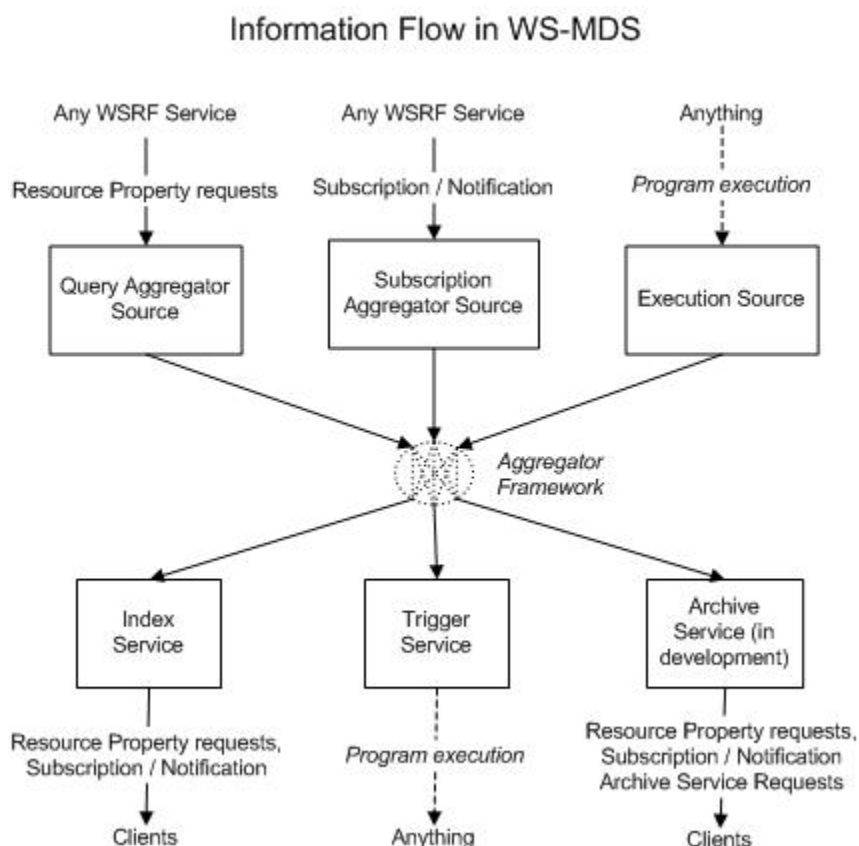 Information Flow in WS-MDS
Any WSRF Service
Any WSRF Service
Anything
Resource Property requests
Subscription / Notification
Program execution
Query Aggregator
Source
Subscription
Aggregator Source
Execution Source
Aggregator
Framework
Index
Service
Trigger
Service
Archive
Service (in
development)
Resource Property requests,
Subscription / Notification
Program execution
Resource Property requests,
Subscription / Notification
Archive Service Requests
Clients
Anything
Clients